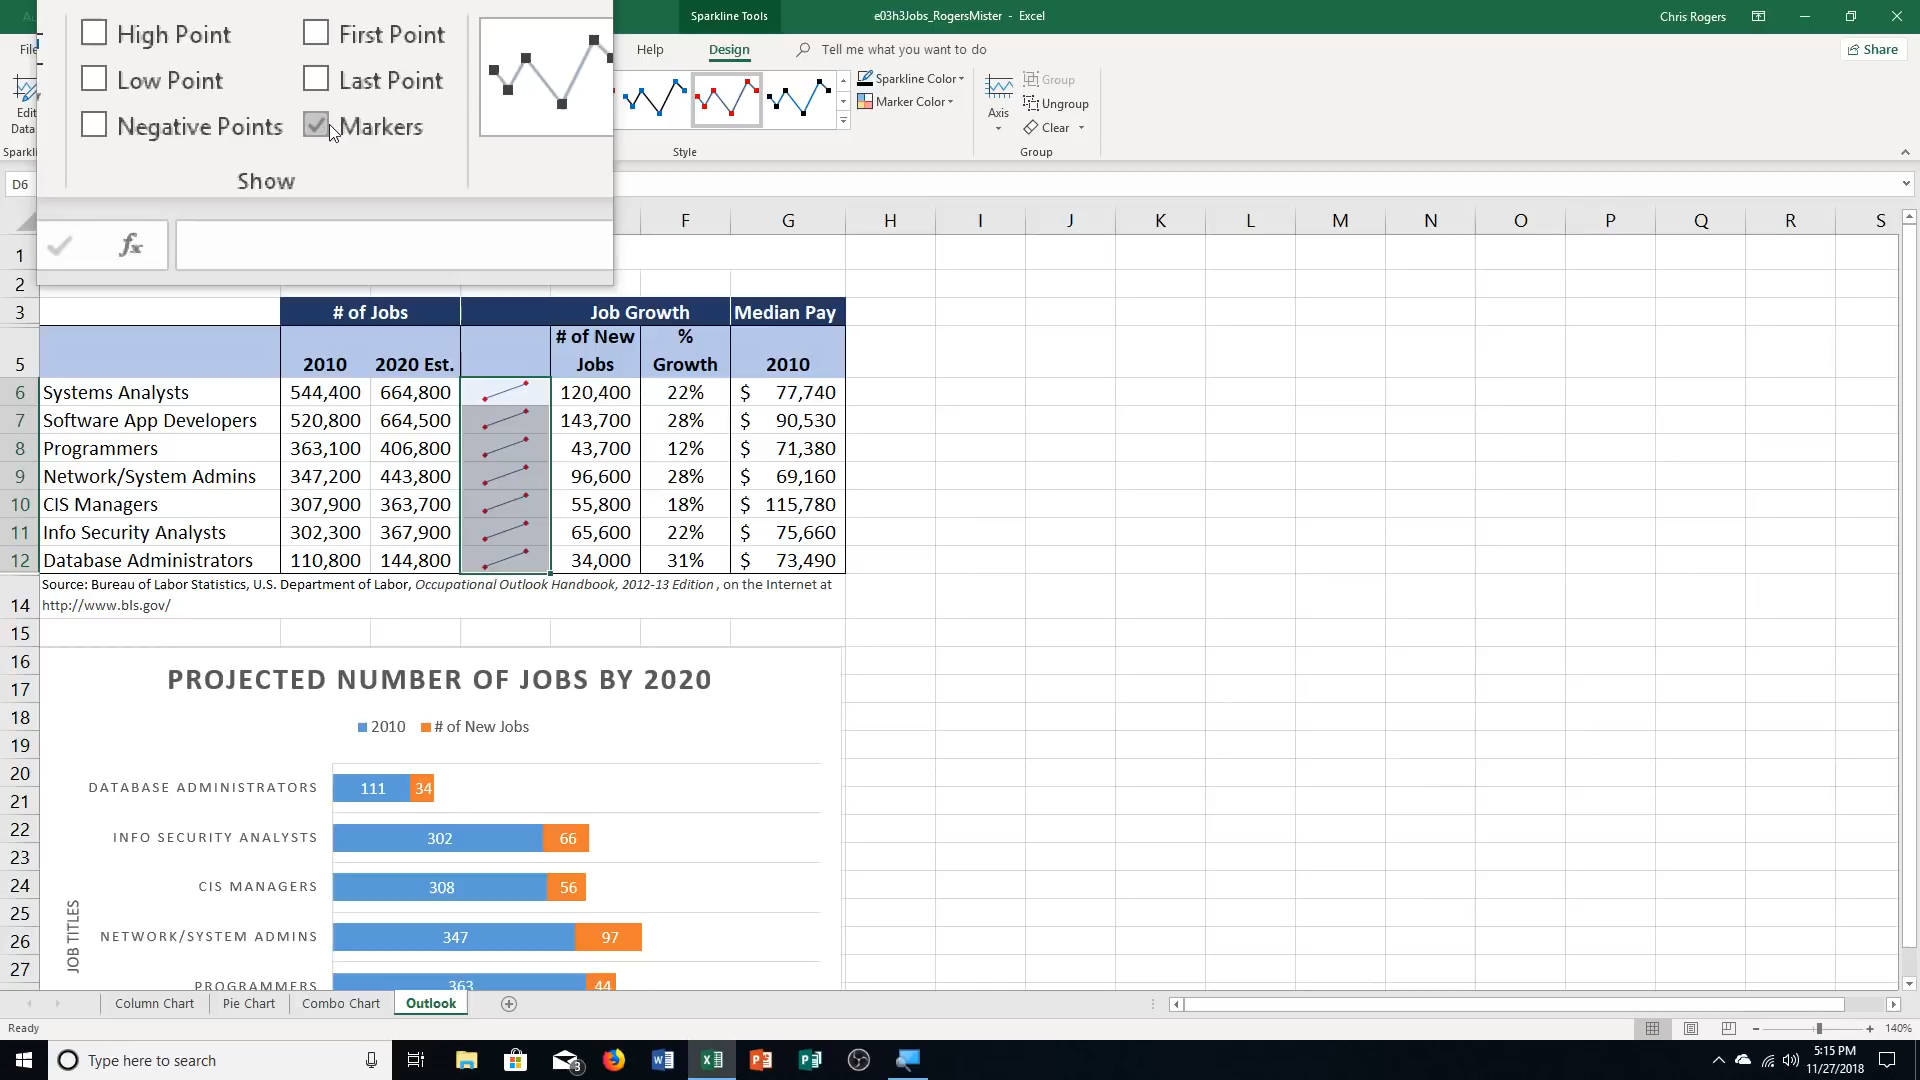 Sparkline Tools
e03h3Jobs_RogersMister - Excel
Chris Rogers
File
Help
Design
Tell me what you want to do
Share
High Point
First Point
Low Point
Last Point
Negative Points
Markers
Show
Edit
Data
Sparkline Color
Marker Color
Style
Axis
Group
Ungroup
Clear
Group
D6
fx
F G H I J K L M N O P Q R S
1
2
3 # of Jobs Job Growth Median Pay
# of New %
5 2010 2020 Est. Jobs Growth 2010
6 Systems Analysts 544,400 664,800 120,400 22% $ 77,740
7 Software App Developers 520,800 664,500 143,700 28% $ 90,530
8 Programmers 363,100 406,800 43,700 12% $ 71,380
9 Network/System Admins 347,200 443,800 96,600 28% $ 69,160
10 CIS Managers 307,900 363,700 55,800 18% $ 115,780
11 Info Security Analysts 302,300 367,900 65,600 22% $ 75,660
12 Database Administrators 110,800 144,800 34,000 31% $ 73,490
Source: Bureau of Labor Statistics, U.S. Department of Labor, Occupational Outlook Handbook, 2012-13 Edition , on the Internet at
14 http://www.bls.gov/
15
16
17
18
19
20
21
22
23
24
25
26
27
PROJECTED NUMBER OF JOBS BY 2020
2010 # of New Jobs
DATABASE ADMINISTRATORS 111 34
INFO SECURITY ANALYSTS 302 66
CIS MANAGERS 308 56
NETWORK/SYSTEM ADMINS 347 97
PROGRAMMERS 363 44
JOB TITLES
Column Chart Pie Chart Combo Chart Outlook
Ready
140%
Type here to search
3
5:15 PM
11/27/2018